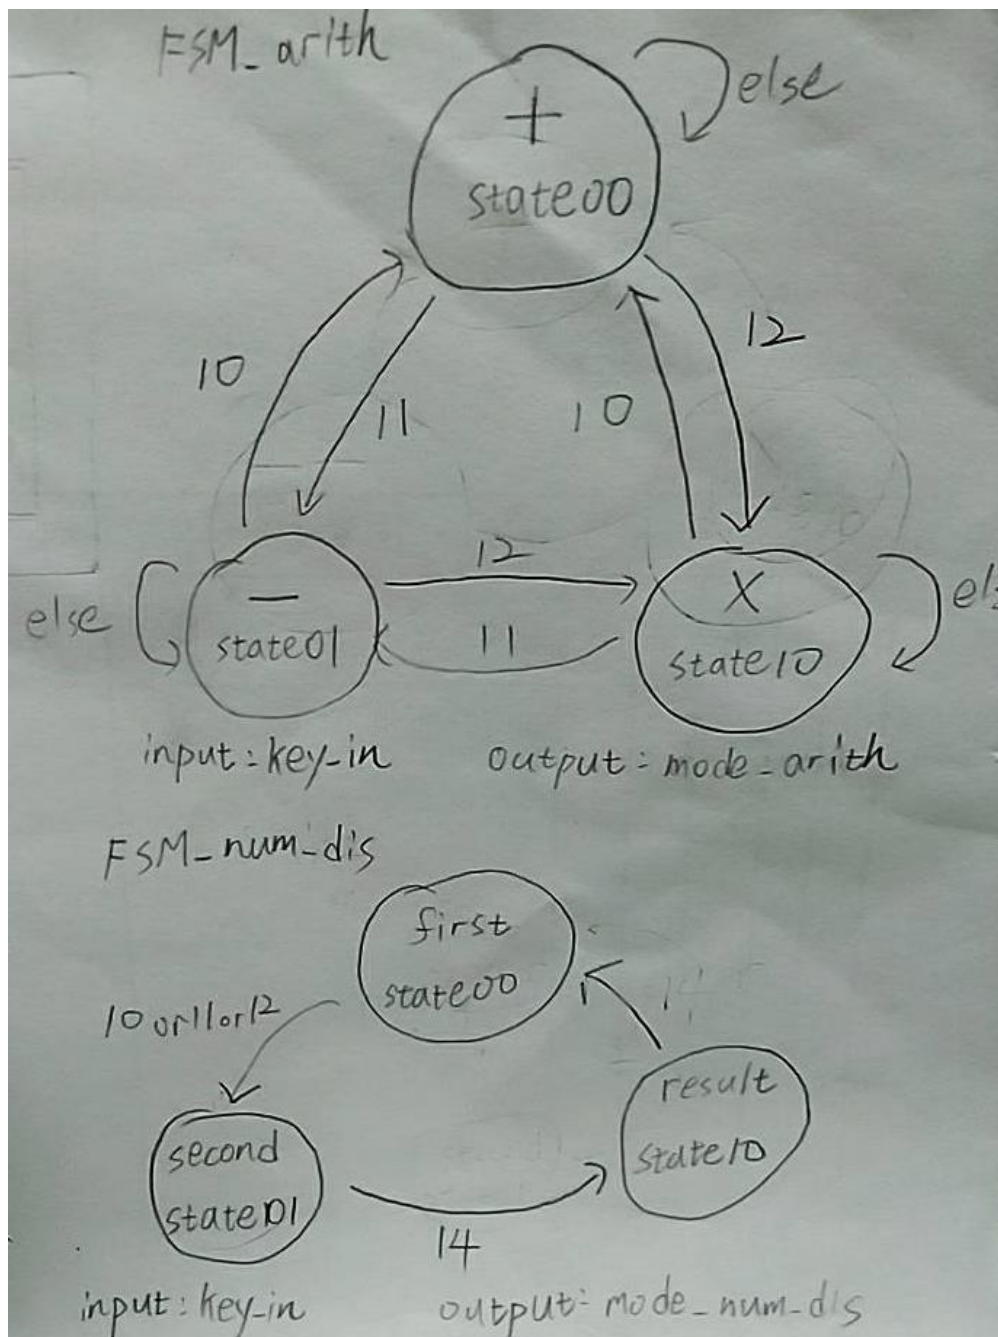 FSM_arith
else
+
state00
10
11
10
12
12
else
−
state01
11
×
state10
els
input: key_in
output: mode_arith
FSM_num_dis
first
state00
10 or 11 or 12
result
state10
second
state01
14
input: key_in
output: mode_num_dis